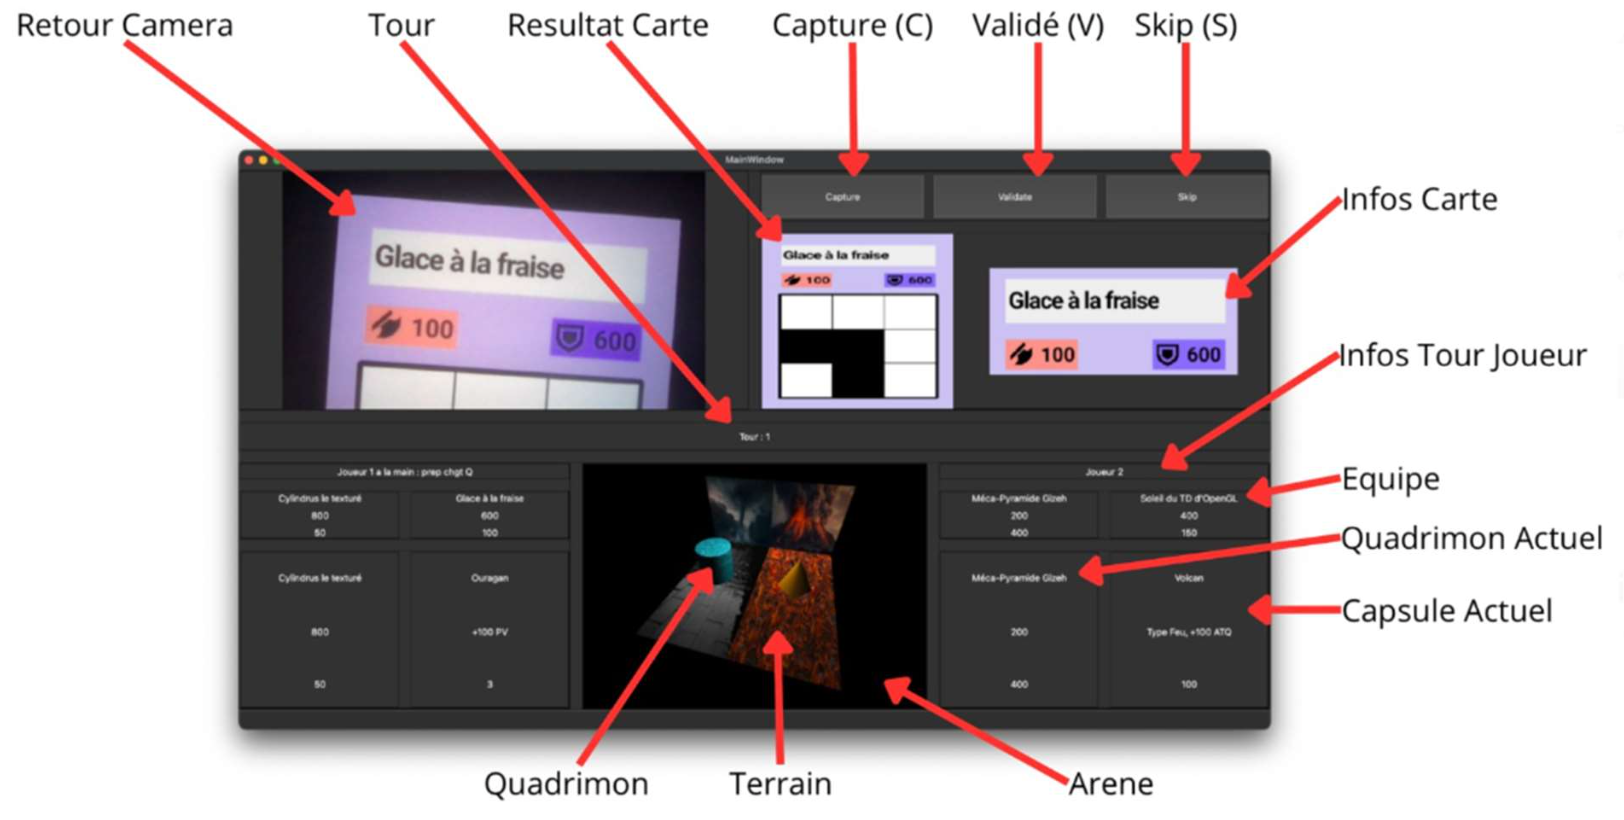 Retour Camera
Tour
Resultat Carte
Capture (C)
Validé (V)
Skip (S)
MainWindow
Capture
Validate
Skip
Infos Carte
Glace à la fraise
100
600
Glace à la fraise
100
600
Glace à la fraise
100
600
Infos Tour Joueur
Tour : 1
Joueur 1 a la main : prep chgt Q
Joueur 2
Equipe
Cylindrus le texturé
800
50
Glace à la fraise
600
100
Méca-Pyramide Gizeh
200
400
Soleil du TD d'OpenGL
400
150
Quadrimon Actuel
Cylindrus le texturé
800
50
Ouragan
+100 PV
3
Méca-Pyramide Gizeh
200
400
Volcan
Type Feu, +100 ATQ
100
Capsule Actuel
Quadrimon
Terrain
Arene